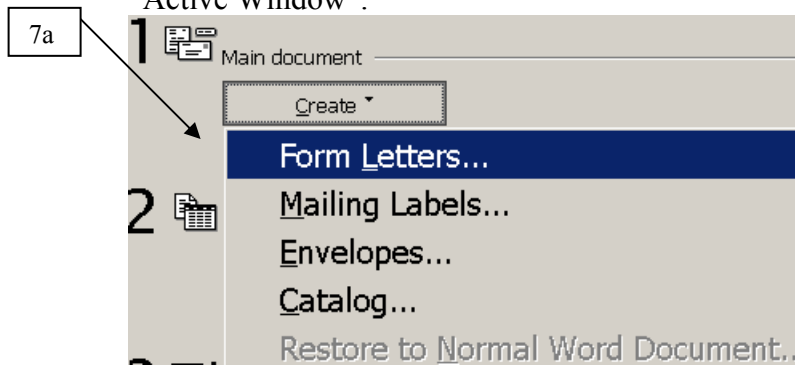 Active Window".
7a
1 Main document
Create
Form Letters...
2 Mailing Labels...
Envelopes...
Catalog...
Restore to Normal Word Document..